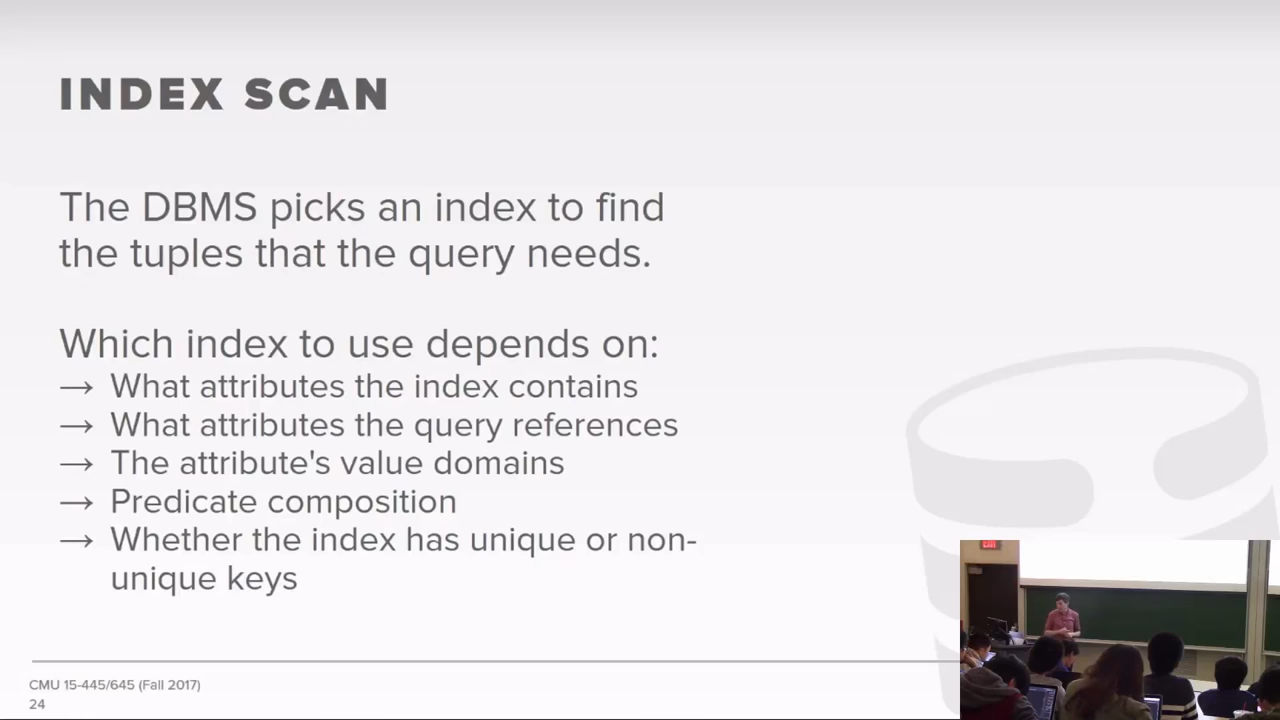 INDEX SCAN
The DBMS picks an index to find
the tuples that the query needs.
Which index to use depends on:
→ What attributes the index contains
→ What attributes the query references
→ The attribute's value domains
→ Predicate composition
→ Whether the index has unique or non-
unique keys
CMU 15-445/645 (Fall 2017)
24
EXIT